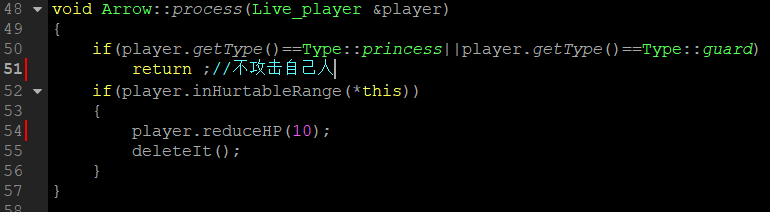 48 void Arrow::process(Live_player &player)
49 {
50     if(player.getType()==Type::princess||player.getType()==Type::guard)
51         return ;//不攻击自己人
52     if(player.inHurtableRange(*this))
53     {
54         player.reduceHP(10);
55         deleteIt();
56     }
57 }
58